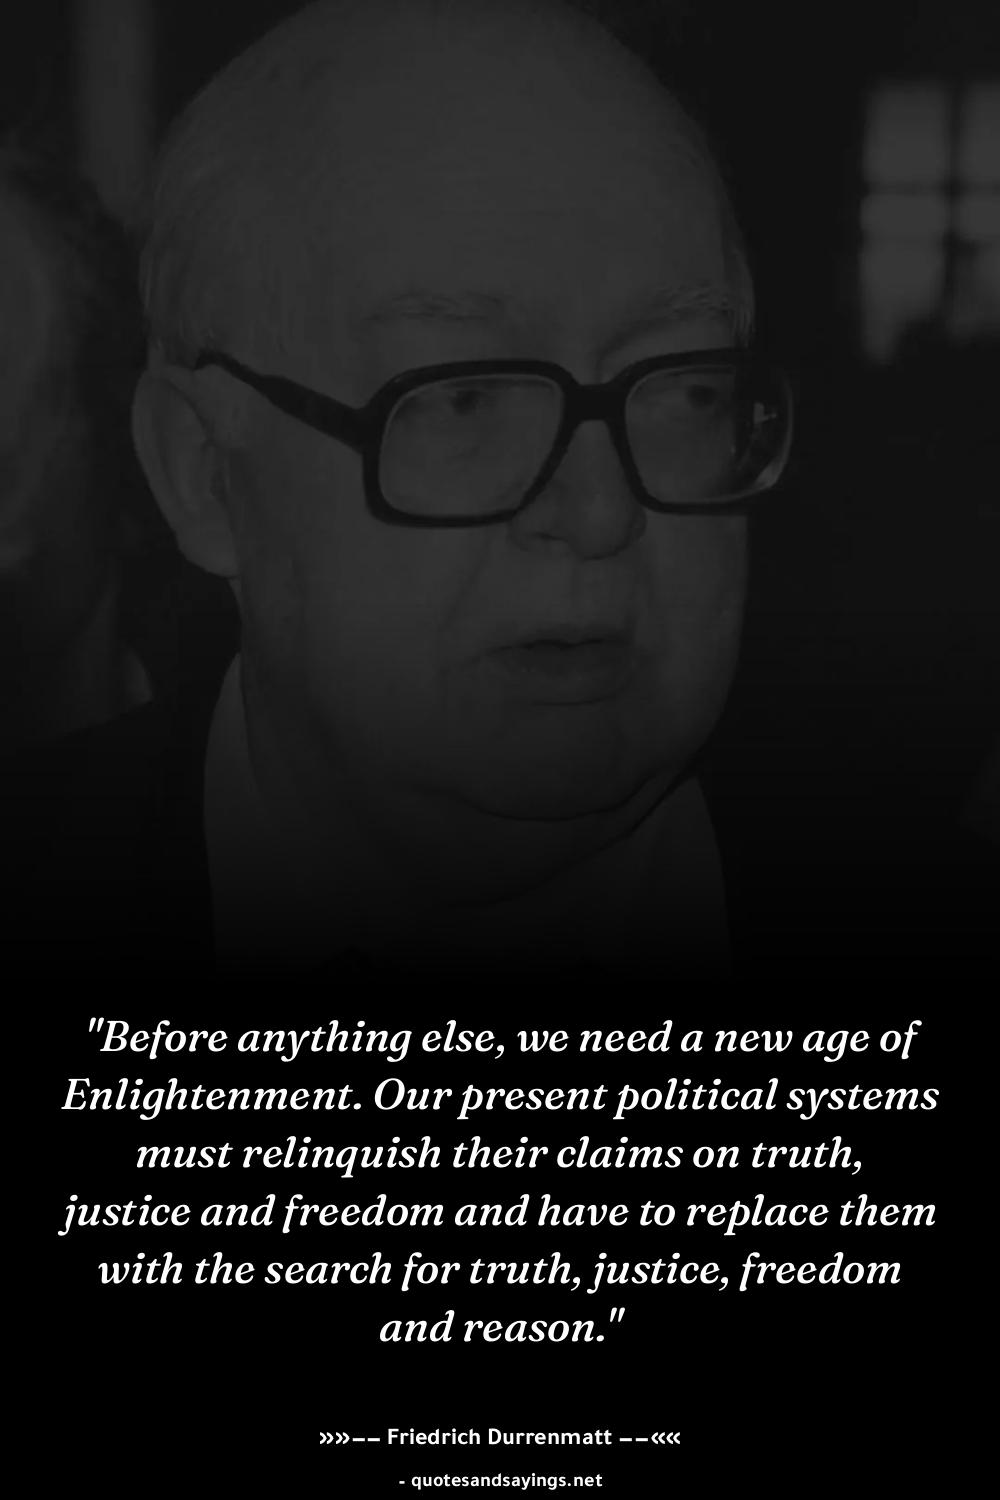 "Before anything else, we need a new age of
Enlightenment. Our present political systems
must relinquish their claims on truth,
justice and freedom and have to replace them
with the search for truth, justice, freedom
and reason."
»»–– Friedrich Durrenmatt ––««
- quotesandsayings.net